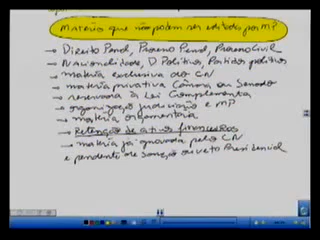 Matérias que não podem ser editadas por MP?
→ Direito Penal, Processo Penal, Processo Civil
→ Nacionalidade, D Políticos, Partidos políticos
→ matéria exclusiva do CN
→ matéria privativa Câmara ou Senado
→ reservada à Lei Complementar
→ organização judiciária e MP
→ matéria orçamentária
→ Retenção de ativos financeiros
→ matéria já aprovada pelo CN
e pendente de sanção ou veto Presidencial